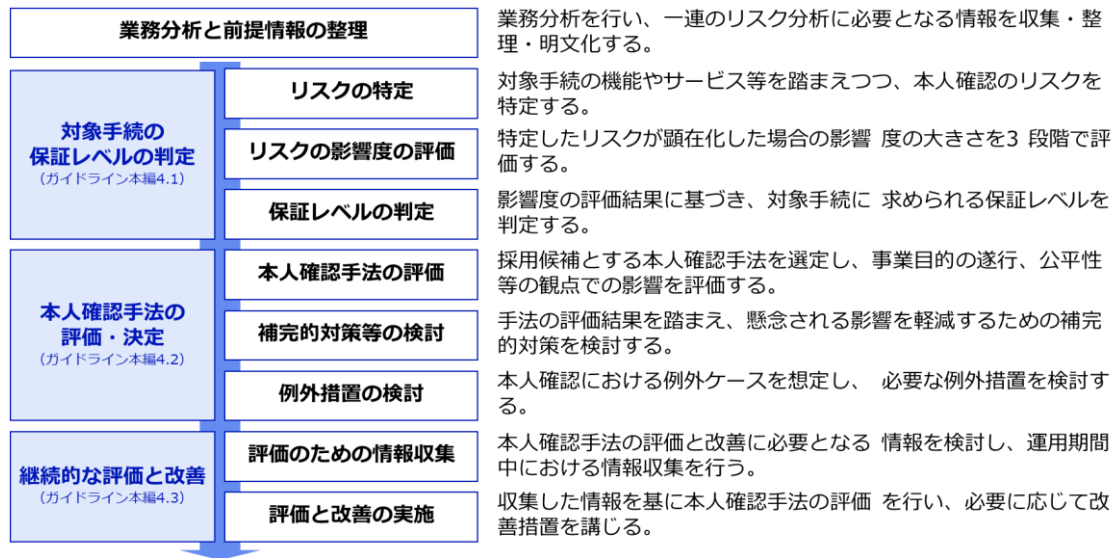 業務分析と前提情報の整理
業務分析を行い、一連のリスク分析に必要となる情報を収集・整
理・明文化する。
対象手続の
保証レベルの判定
(ガイドライン本編4.1)
リスクの特定
対象手続の機能やサービス等を踏まえつつ、本人確認のリスクを
特定する。
リスクの影響度の評価
特定したリスクが顕在化した場合の影響 度の大きさを3 段階で評
価する。
保証レベルの判定
影響度の評価結果に基づき、対象手続に 求められる保証レベルを
判定する。
本人確認手法の
評価・決定
(ガイドライン本編4.2)
本人確認手法の評価
採用候補とする本人確認手法を選定し、事業目的の遂行、公平性
等の観点での影響を評価する。
補完的対策等の検討
手法の評価結果を踏まえ、懸念される影響を軽減するための補完
的対策を検討する。
例外措置の検討
本人確認における例外ケースを想定し、 必要な例外措置を検討す
る。
継続的な評価と改善
(ガイドライン本編4.3)
評価のための情報収集
本人確認手法の評価と改善に必要となる 情報を検討し、運用期間
中における情報収集を行う。
評価と改善の実施
収集した情報を基に本人確認手法の評価 を行い、必要に応じて改
善措置を講じる。